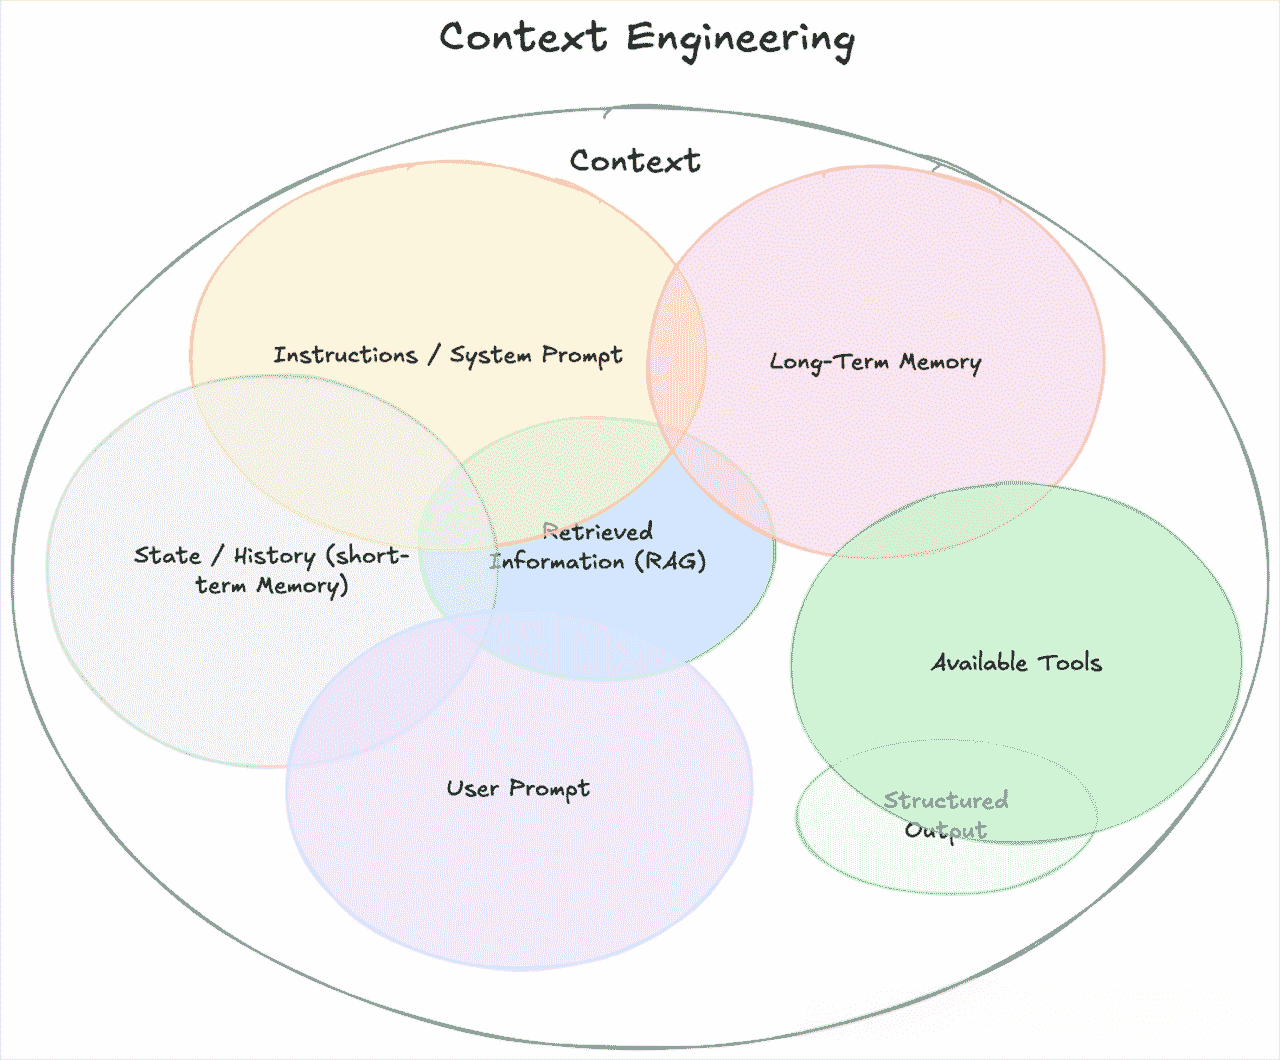 Context Engineering
Context
Instructions / System Prompt
Long-Term Memory
Retrieved
Information (RAG)
State / History (short-
term Memory)
Available Tools
User Prompt
Structured
Output